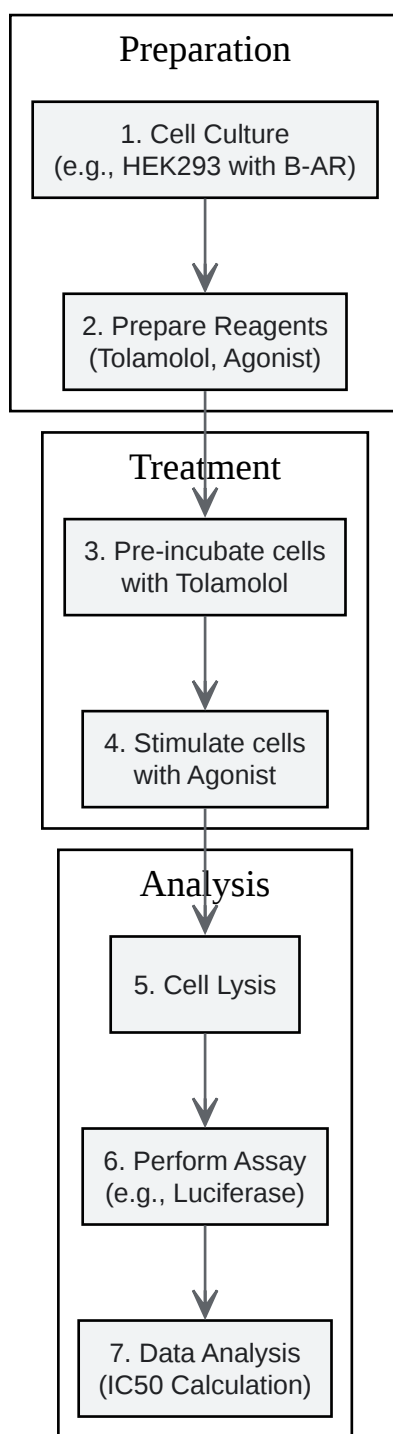 Preparation
1. Cell Culture
(e.g., HEK293 with B-AR)
2. Prepare Reagents
(Tolamolol, Agonist)
Treatment
3. Pre-incubate cells
with Tolamolol
4. Stimulate cells
with Agonist
Analysis
5. Cell Lysis
6. Perform Assay
(e.g., Luciferase)
7. Data Analysis
(IC50 Calculation)